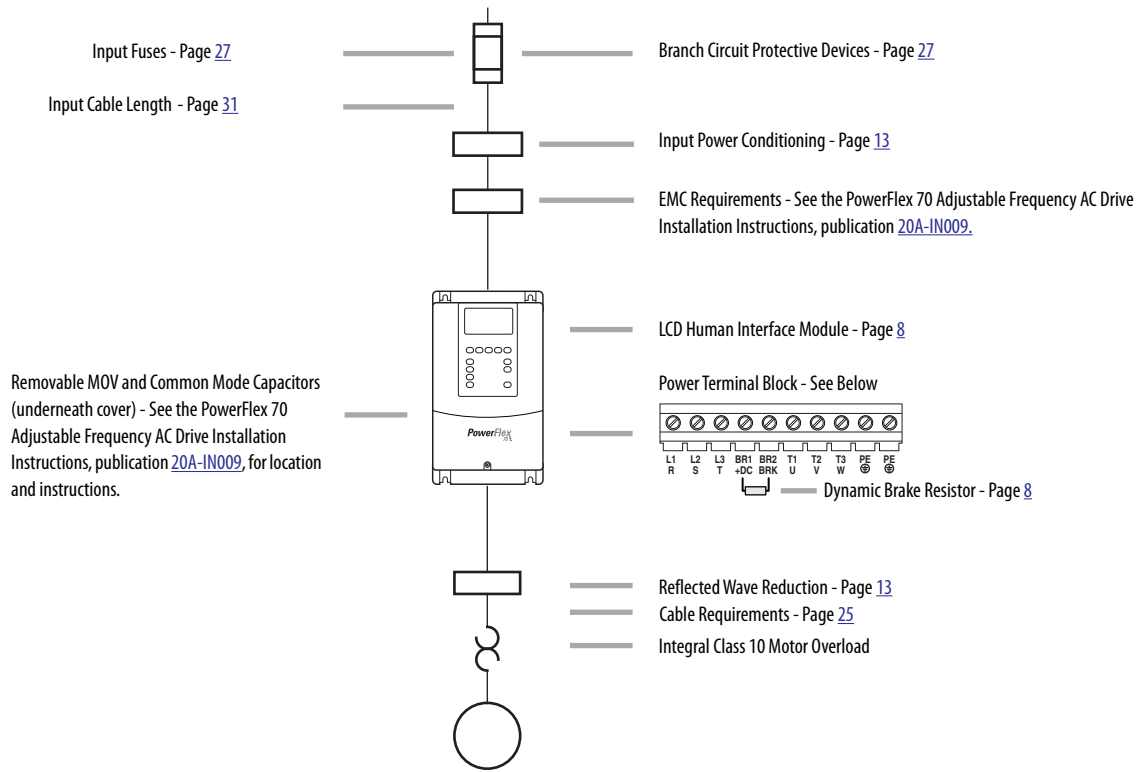 Input Fuses - Page 27
Branch Circuit Protective Devices - Page 27
Input Cable Length - Page 31
Input Power Conditioning - Page 13
EMC Requirements - See the PowerFlex 70 Adjustable Frequency AC Drive
Installation Instructions, publication 20A-IN009.
LCD Human Interface Module - Page 8
Removable MOV and Common Mode Capacitors
(underneath cover) - See the PowerFlex 70
Adjustable Frequency AC Drive Installation
Instructions, publication 20A-IN009, for location
and instructions.
PowerFlex
70
Power Terminal Block - See Below
L1 L2 L3 BR1 BR2 T1 T2 T3 PE PE
R S T +DC BRK U V W
Dynamic Brake Resistor - Page 8
Reflected Wave Reduction - Page 13
Cable Requirements - Page 25
Integral Class 10 Motor Overload